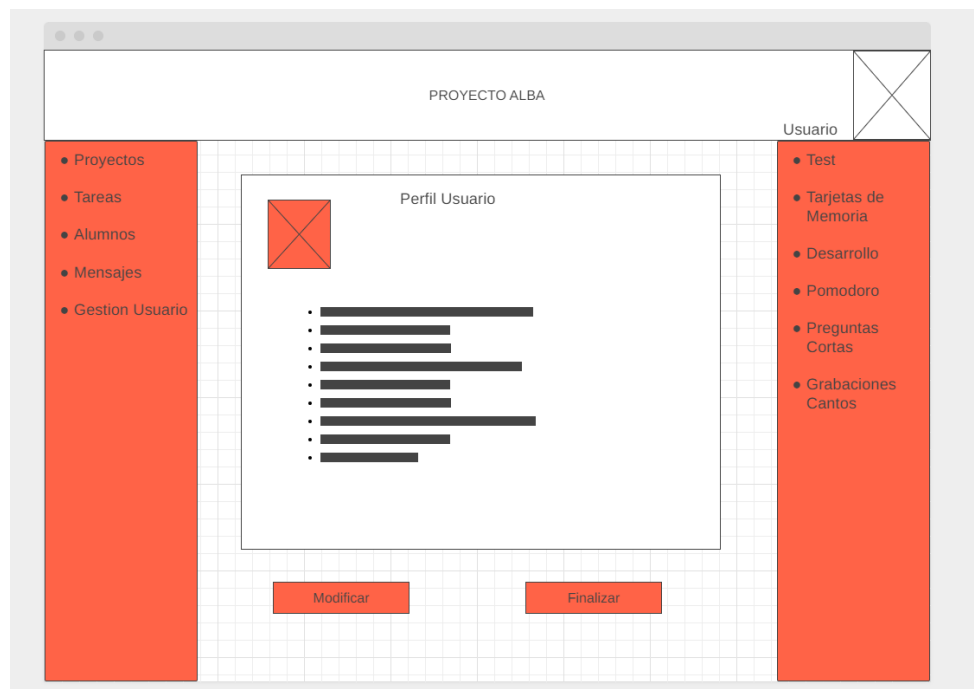 PROYECTO ALBA
Usuario
Proyectos
Tareas
Alumnos
Mensajes
Gestion Usuario
Perfil Usuario
Modificar
Finalizar
Test
Tarjetas de
Memoria
Desarrollo
Pomodoro
Preguntas
Cortas
Grabaciones
Cantos